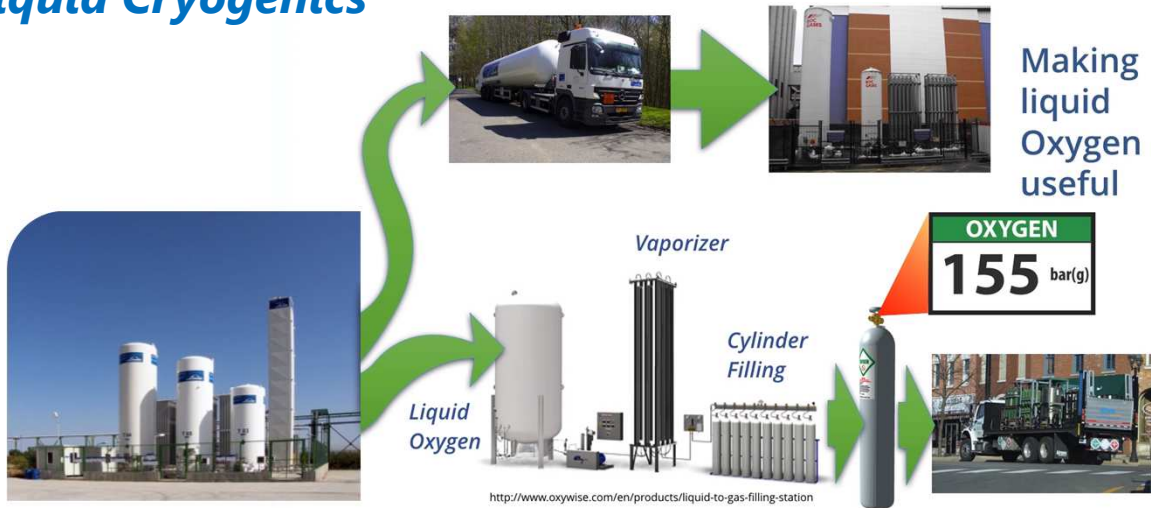 Liquid Cryogenics
Making
liquid
Oxygen
useful
OXYGEN
155 bar(g)
Vaporizer
Cylinder
Filling
Liquid
Oxygen
http://www.oxywise.com/en/products/liquid-to-gas-filling-station